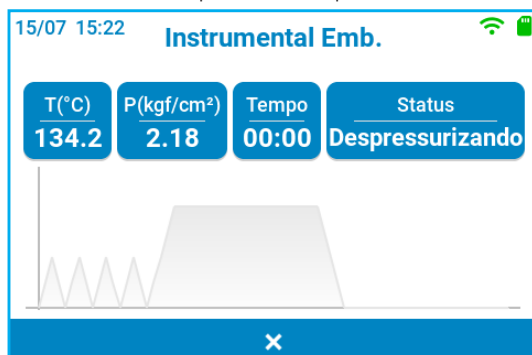 15/07 15:22
Instrumental Emb.
T(°C) P(kgf/cm²) Tempo Status
134.2 2.18 00:00 Despressurizando